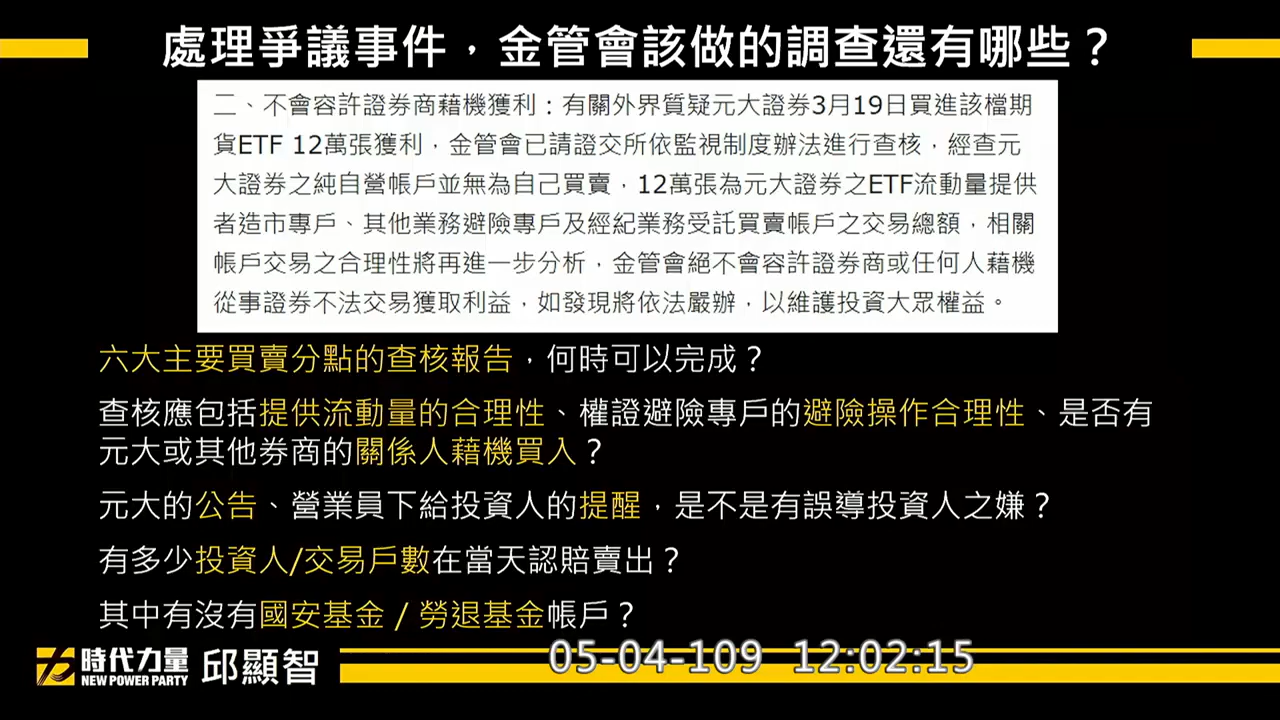 處理爭議事件，金管會該做的調查還有哪些？
二、不會容許證券商藉機獲利：有關外界質疑元大證券3月19日買進該檔期
貨ETF 12萬張獲利，金管會已請證交所依監視制度辦法進行查核，經查元
大證券之純自營帳戶並無為自己買賣，12萬張為元大證券之ETF流動量提供
者造市專戶、其他業務避險專戶及經紀業務受託買賣帳戶之交易總額，相關
帳戶交易之合理性將再進一步分析，金管會絕不會容許證券商或任何人藉機
從事證券不法交易獲取利益，如發現將依法嚴辦，以維護投資大眾權益。
六大主要買賣分點的查核報告，何時可以完成？
查核應包括提供流動量的合理性、權證避險專戶的避險操作合理性、是否有
元大或其他券商的關係人藉機買入？
元大的公告、營業員下給投資人的提醒，是不是有誤導投資人之嫌？
有多少投資人/交易戶數在當天認賠賣出？
其中有沒有國安基金 / 勞退基金帳戶？
時代力量
NEW POWER PARTY
邱顯智
05-04-109 12:02:15